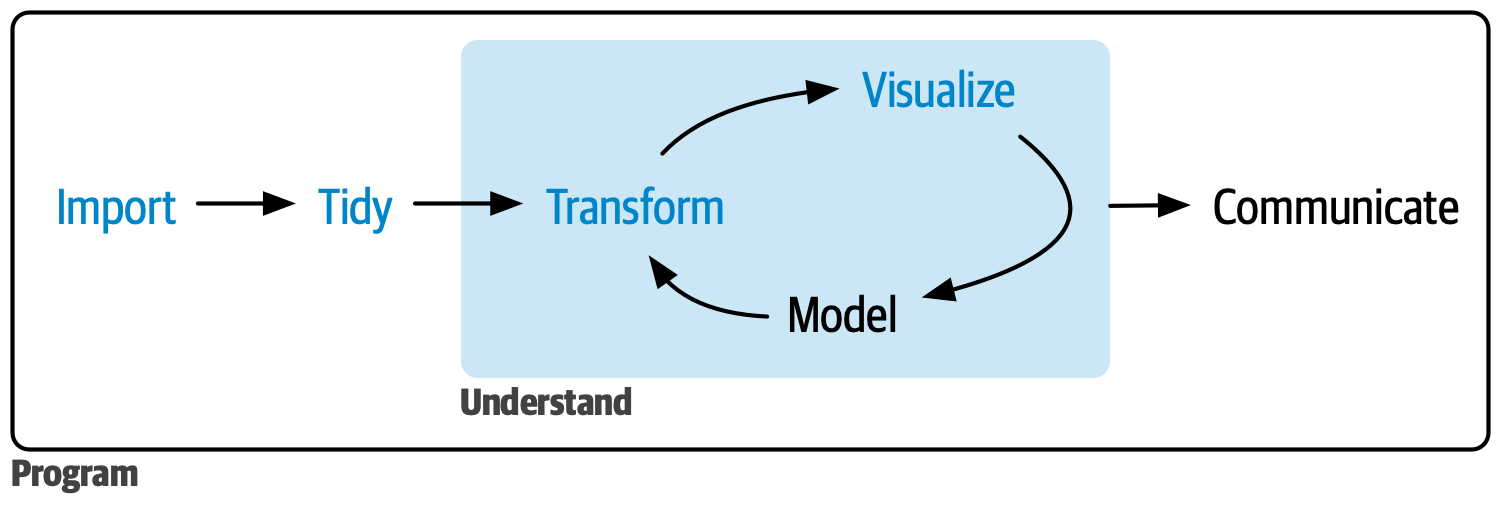 Visualize
Import
Tidy
Transform
Communicate
Model
Understand
Program